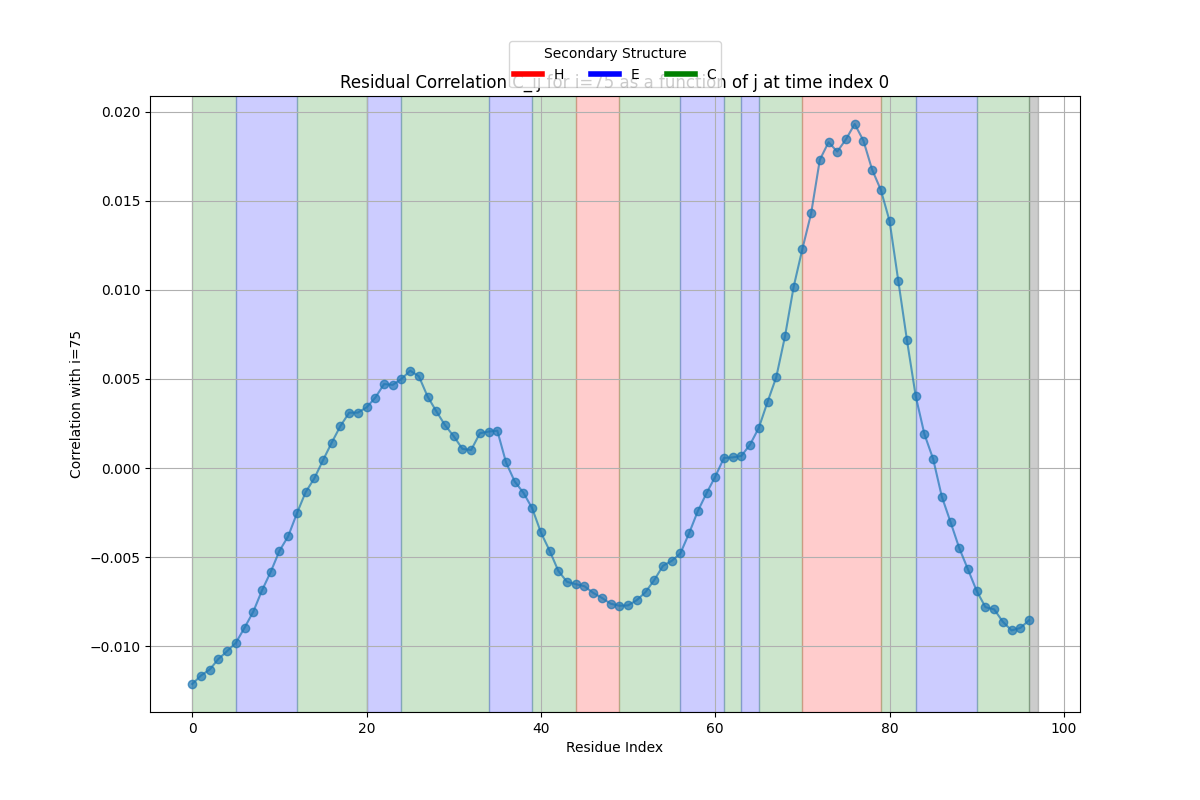 Secondary Structure
H E C
Residual Correlation C_ij for i=75 as a function of j at time index 0
0.020
0.015
0.010
0.005
0.000
−0.005
−0.010
Correlation with i=75
0 20 40 60 80 100
Residue Index